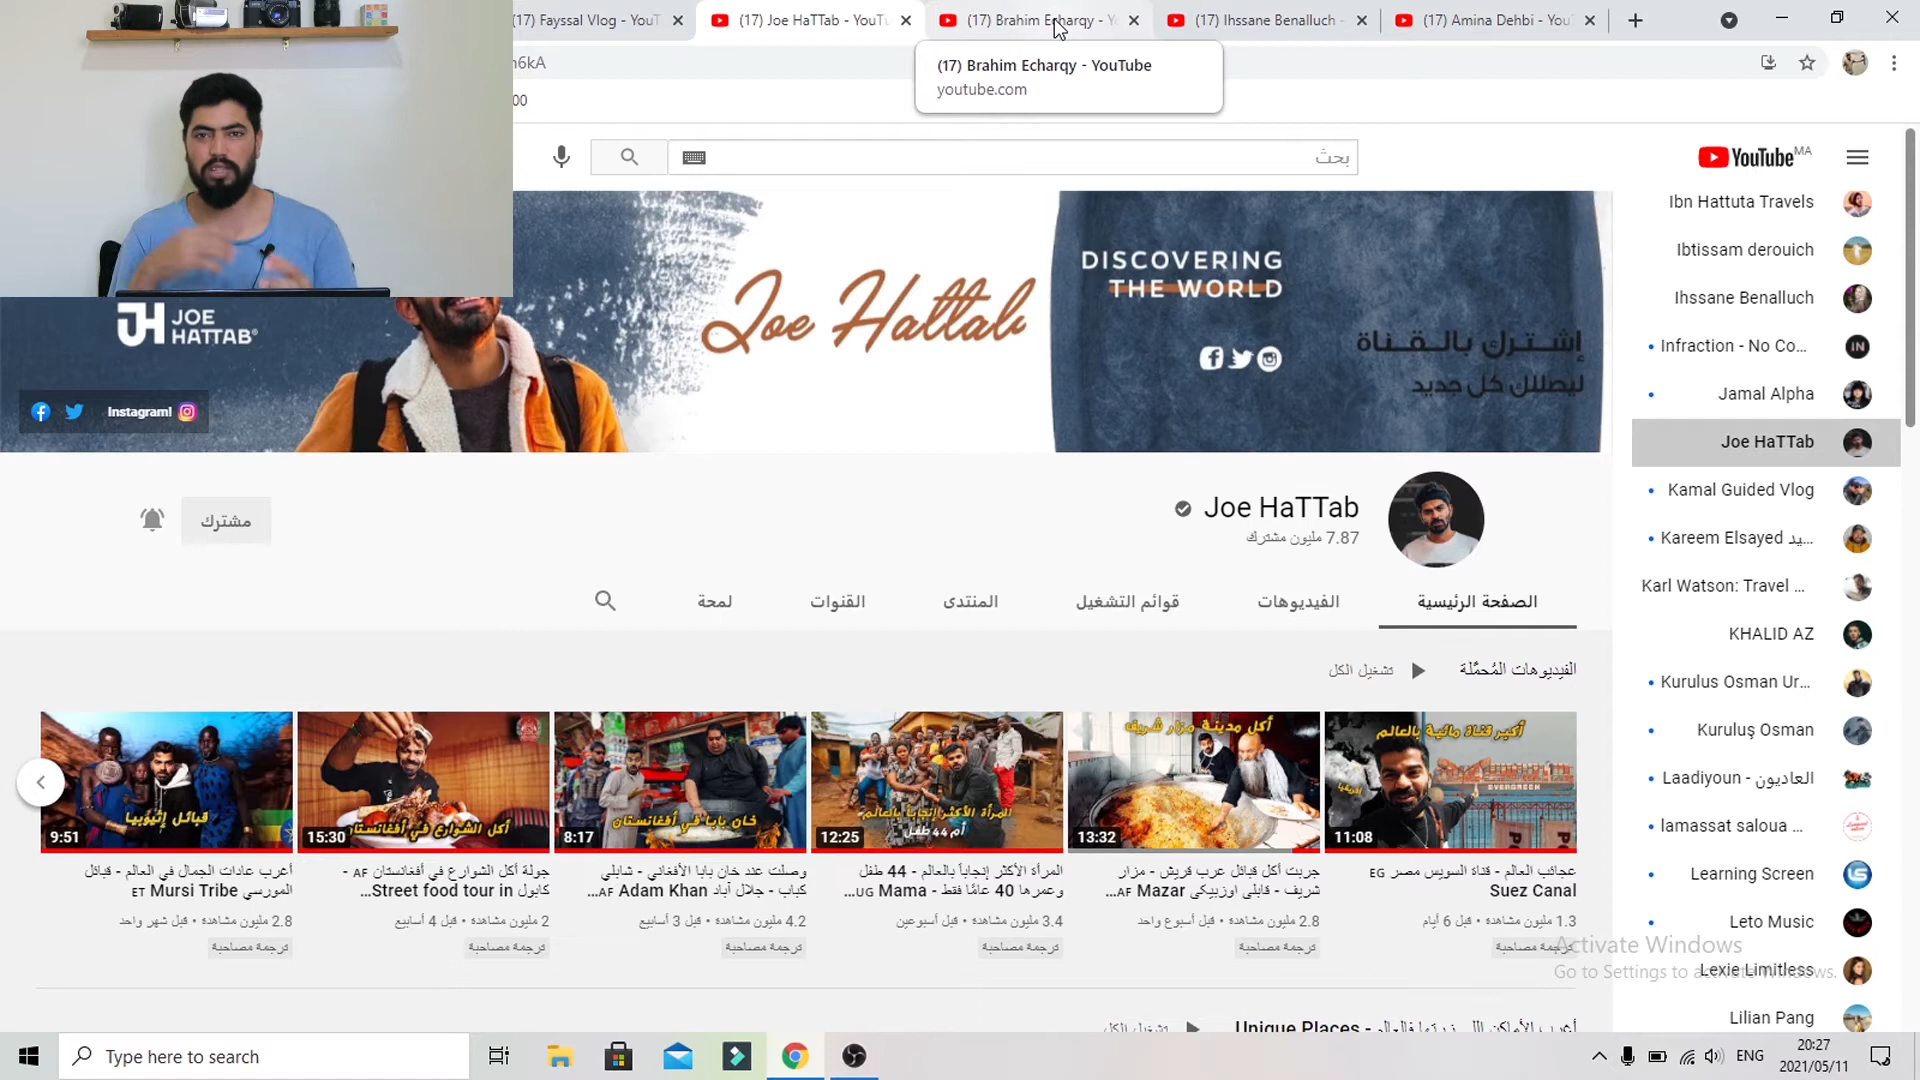 (17) Fayssal Vlog - YouT
(17) Joe HaTTab - YouTu
(17) Brahim Echarqy - Yo
(17) Ihssane Benalluch -
(17) Amina Dehbi - YouT
n6kA
(17) Brahim Echarqy - YouTube
youtube.com
00
بحث
YouTube MA
JH JOE HATTAB
Joe Hattab
DISCOVERING
THE WORLD
إشترك بالقناة
ليصلك كل جديد
Instagram!
مشترك
Joe HaTTab
7.87 مليون مشترك
الصفحة الرئيسية
الفيديوهات
قوائم التشغيل
المنتدى
القنوات
لمحة
الفيديوهات المُحمَّلة
تشغيل الكل
أكبر قناة مائية بالعالم
EVERGREEN
11:08
عجائب العالم - قناة السويس مصر EG
Suez Canal
1.3 مليون مشاهدة • قبل 6 أيام
ترجمة مصاحبة
أكل مدينة مزار شريف
13:32
جربت أكل قبائل عرب قريش - مزار
شريف - قابلي اوزبيكي AF Mazar...
2.8 مليون مشاهدة • قبل أسبوع واحد
ترجمة مصاحبة
المرأة الأكثر إنجاباً بالعالم
أم 44 طفل
12:25
المرأة الأكثر إنجاباً بالعالم - 44 طفل
وعمرها 40 عامًا فقط - UG Mama...
3.4 مليون مشاهدة • قبل أسبوعين
ترجمة مصاحبة
خان بابا في أفغانستان
8:17
وصلت عند خان بابا الأفغاني - شابلي
كباب - جلال آباد AF Adam Khan...
4.2 مليون مشاهدة • قبل 3 أسابيع
ترجمة مصاحبة
أكل الشوارع في أفغانستان
15:30
جولة أكل الشوارع في أفغانستان AF -
كابول Street food tour in...
2 مليون مشاهدة • قبل 4 أسابيع
ترجمة مصاحبة
قبائل إثيوبيا
9:51
أغرب عادات الجمال في العالم - قبائل
المورسي ET Mursi Tribe
2.8 مليون مشاهدة • قبل شهر واحد
ترجمة مصاحبة
تشغيل الكل
Ibn Hattuta Travels
Ibtissam derouich
Ihssane Benalluch
Infraction - No Co...
Jamal Alpha
Joe HaTTab
Kamal Guided Vlog
Kareem Elsayed يد...
Karl Watson: Travel ...
KHALID AZ
Kurulus Osman Ur...
Kuruluş Osman
Laadiyoun - العاديون
lamassat saloua ...
Learning Screen
Leto Music
Lexie Limitless
Lilian Pang
Activate Windows
Go to Settings to activate Windows.
Type here to search
ENG
20:27
2021/05/11